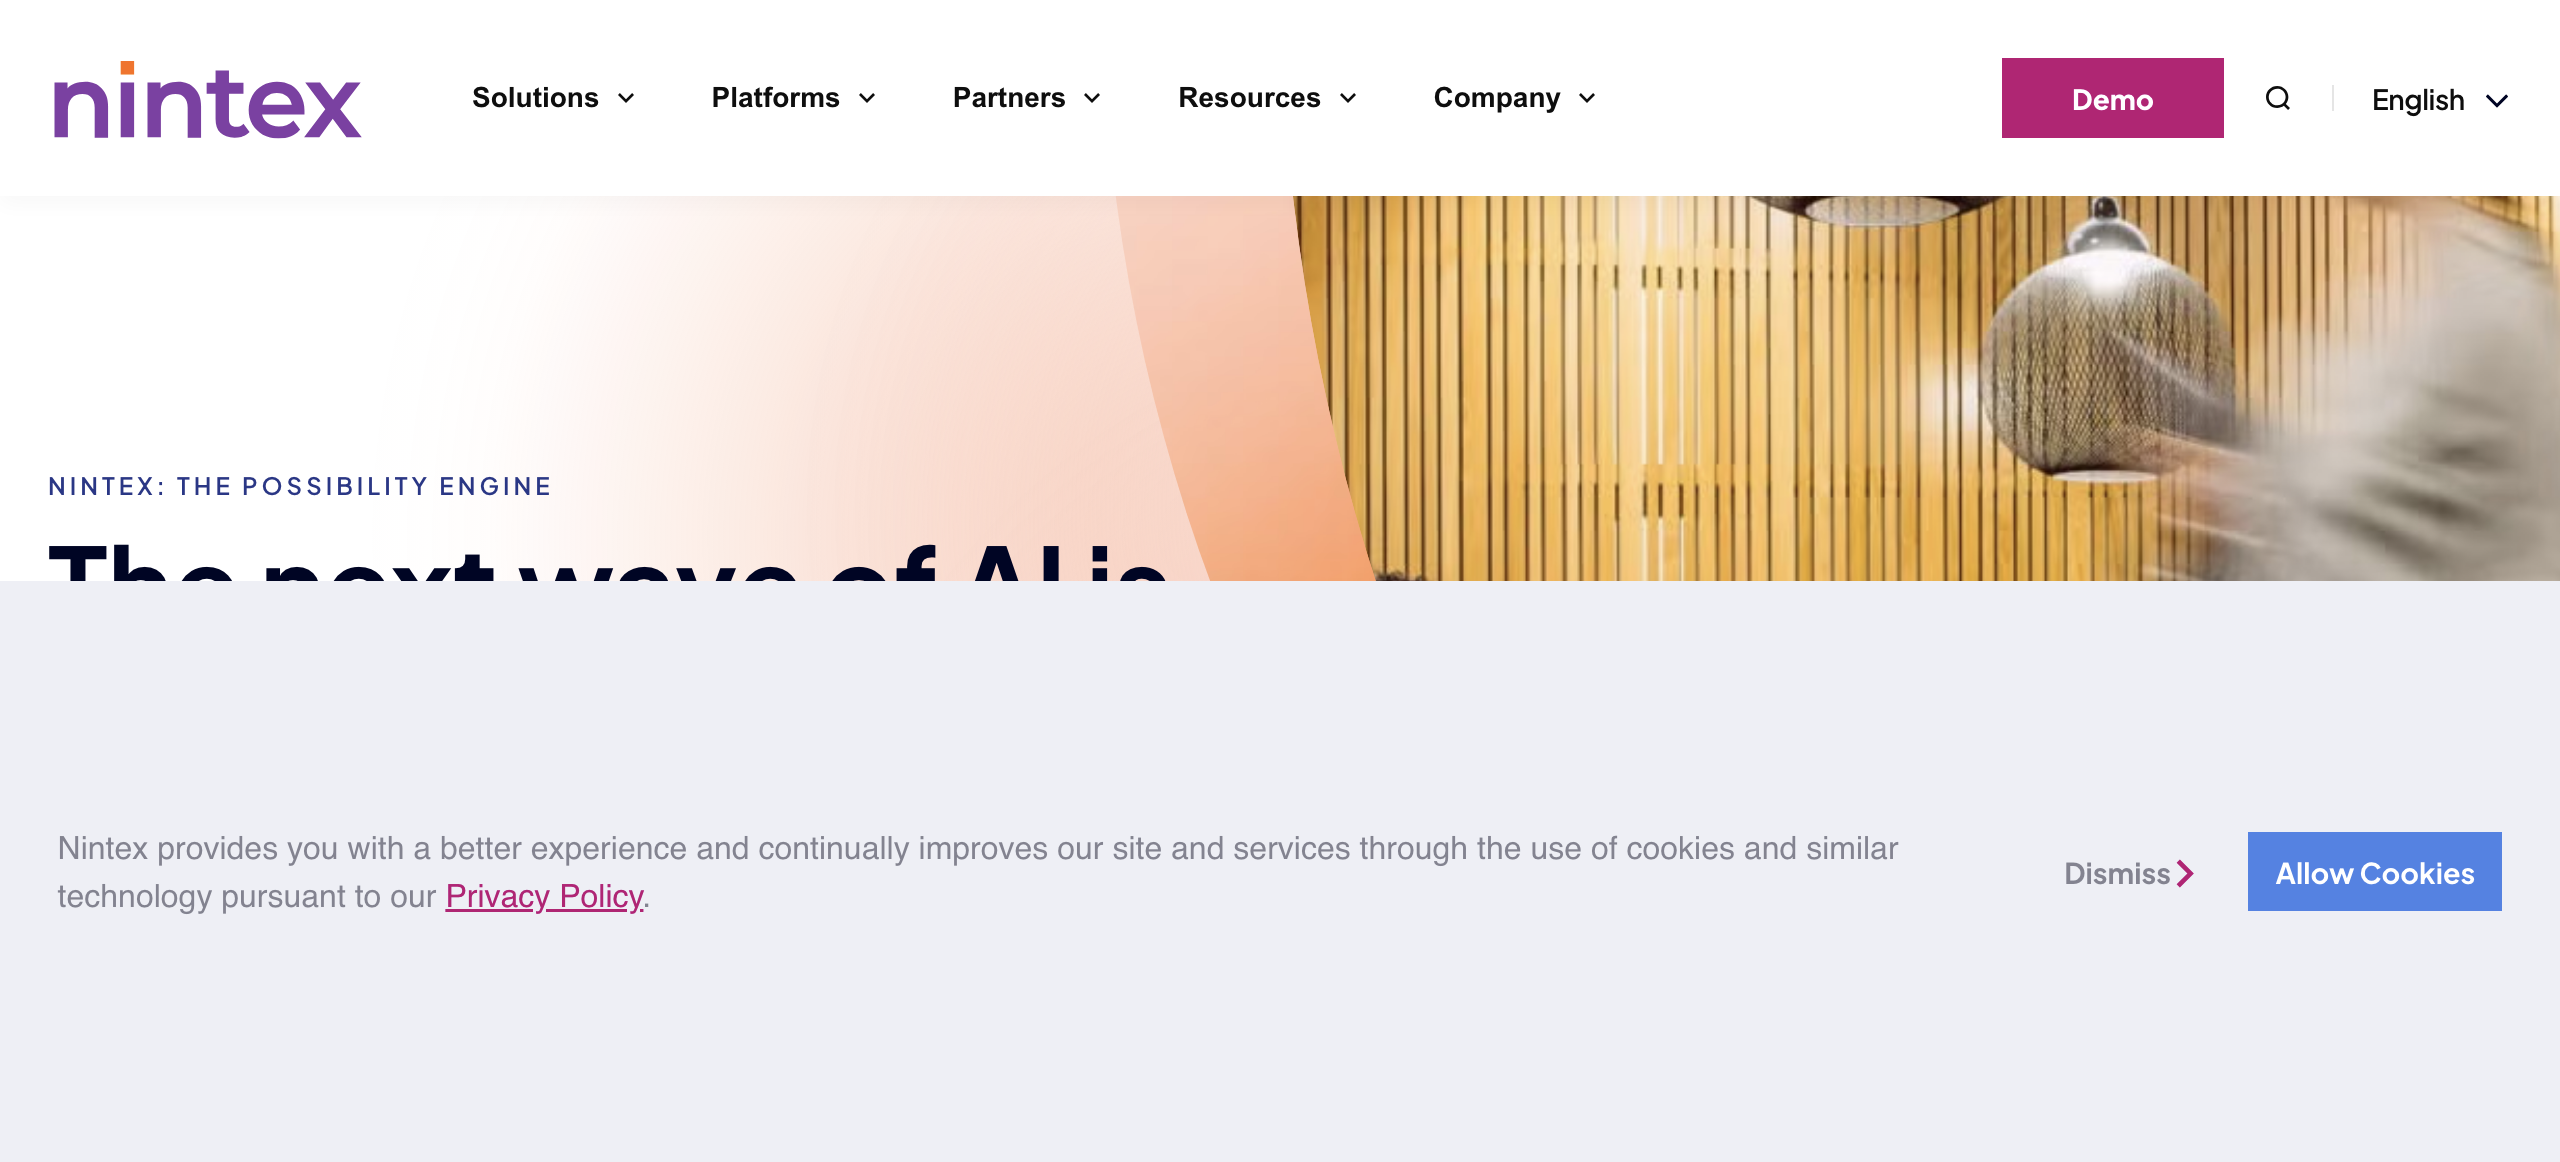 nintex
Solutions
Platforms
Partners
Resources
Company
Demo
English
NINTEX: THE POSSIBILITY ENGINE
The next wave of AI is
Nintex provides you with a better experience and continually improves our site and services through the use of cookies and similar
technology pursuant to our Privacy Policy.
Dismiss
Allow Cookies